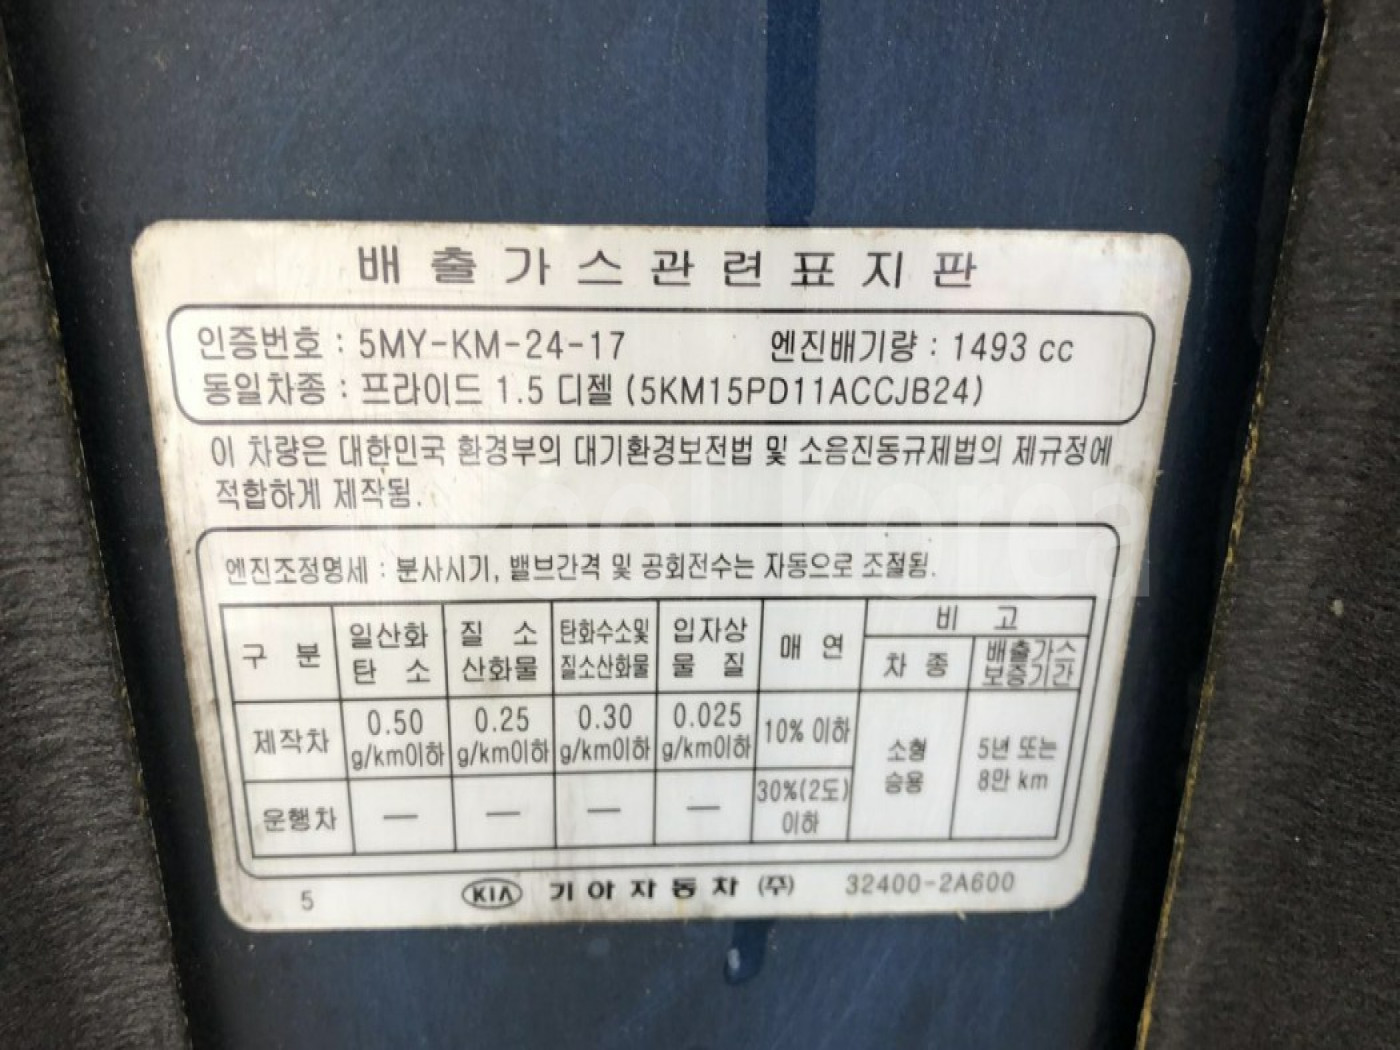 배출가스관련표지판
인증번호 : 5MY-KM-24-17 엔진배기량 : 1493 cc
동일차종 : 프라이드 1.5 디젤 (5KM15PD11ACCJB24)
이 차량은 대한민국 환경부의 대기환경보전법 및 소음진동규제법의 제규정에
적합하게 제작됨.
엔진조정명세 : 분사시기, 밸브간격 및 공회전수는 자동으로 조절됨.
구 분 일산화탄소 질소산화물 탄화수소및질소산화물 입자상물질 매연 비고
차종 배출가스보증기간
제작차 0.50 g/km이하 0.25 g/km이하 0.30 g/km이하 0.025 g/km이하 10% 이하 소형승용 5년 또는 8만 km
운행차 — — — — 30%(2도)이하
5 KIA 기아자동차 (주) 32400-2A600
Korea